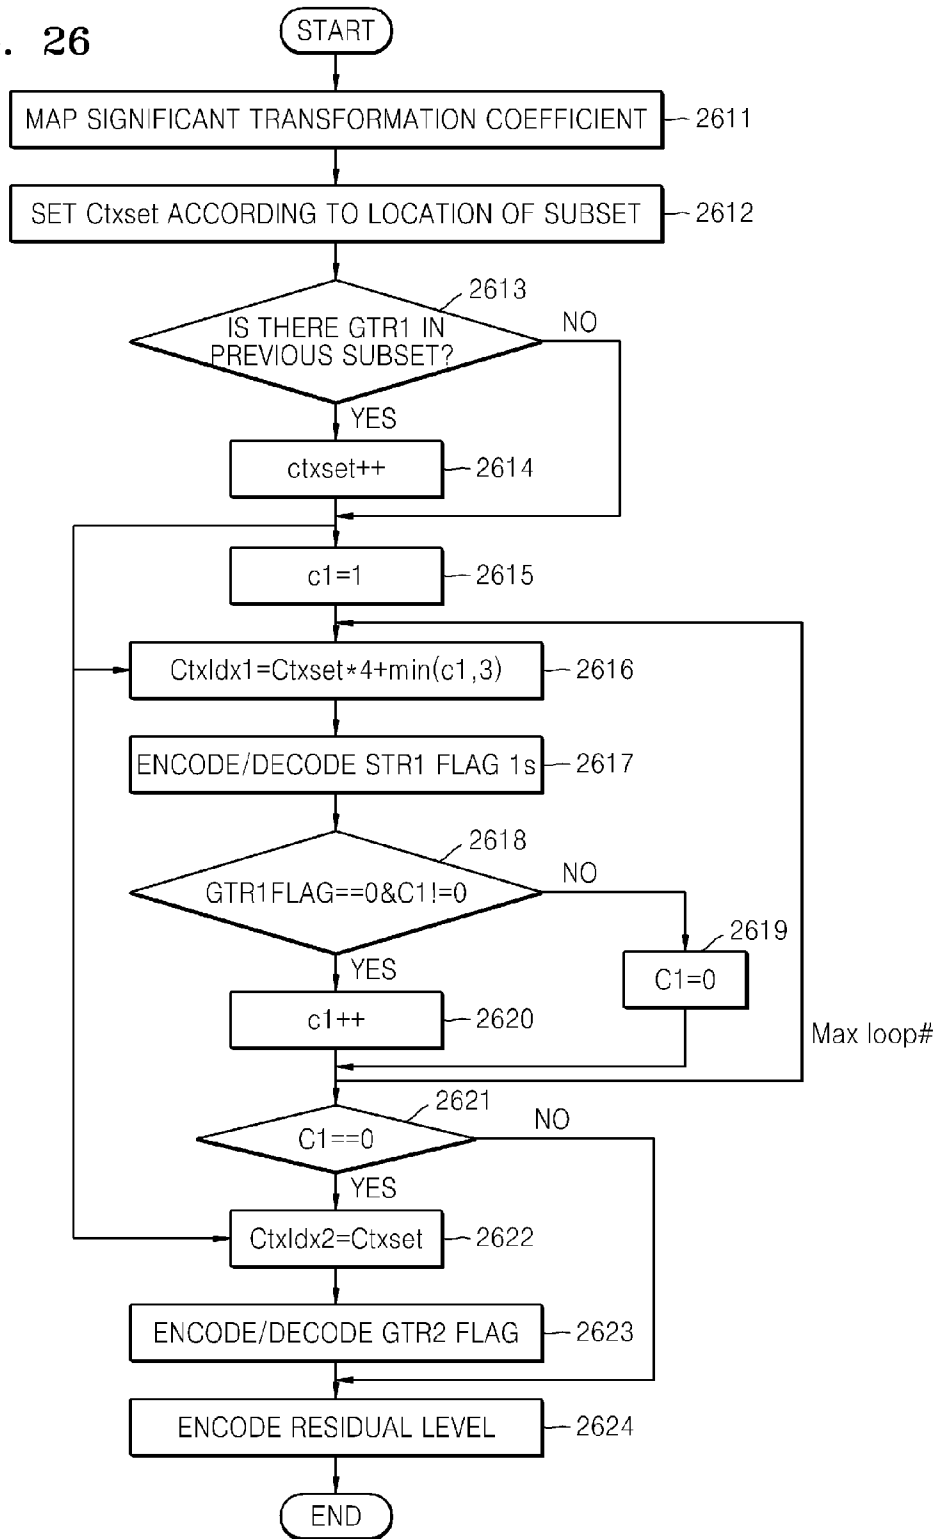 . 26
START
MAP SIGNIFICANT TRANSFORMATION COEFFICIENT
2611
SET Ctxset ACCORDING TO LOCATION OF SUBSET
2612
2613
IS THERE GTR1 IN
PREVIOUS SUBSET?
NO
YES
ctxset++
2614
c1=1
2615
CtxIdx1=Ctxset*4+min(c1,3)
2616
ENCODE/DECODE STR1 FLAG 1s
2617
2618
GTR1FLAG==0&C1!=0
NO
2619
C1=0
YES
c1++
2620
Max loop#
2621
C1==0
NO
YES
CtxIdx2=Ctxset
2622
ENCODE/DECODE GTR2 FLAG
2623
ENCODE RESIDUAL LEVEL
2624
END